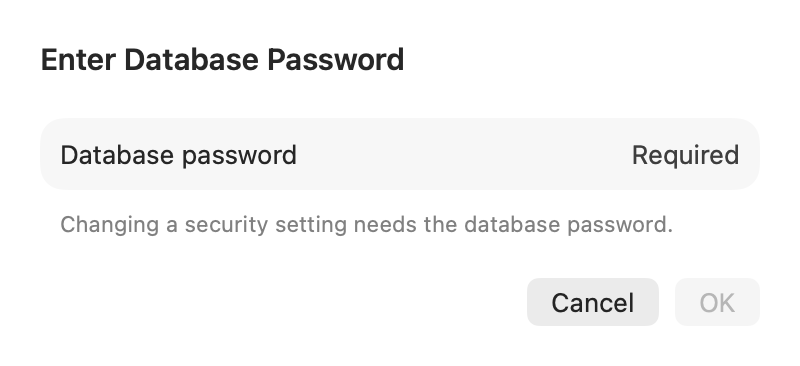 Enter Database Password
Database password Required
Changing a security setting needs the database password.
Cancel OK